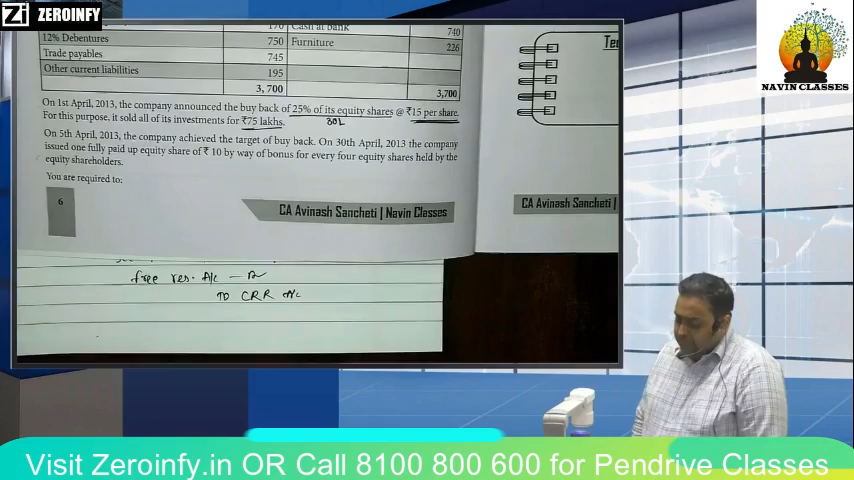 Zi ZEROINFY
NAVIN CLASSES
170 Cash at bank 740
12% Debentures 750 Furniture 226
Trade payables 745
Other current liabilities 195
3,700 3,700
On 1st April, 2013, the company announced the buy back of 25% of its equity shares @ ₹15 per share.
For this purpose, it sold all of its investments for ₹75 lakhs.
30L
On 5th April, 2013, the company achieved the target of buy back. On 30th April, 2013 the company
issued one fully paid up equity share of ₹ 10 by way of bonus for every four equity shares held by the
equity shareholders.
You are required to:
6
CA Avinash Sancheti | Navin Classes
CA Avinash Sancheti |
free res. A/c — Dr
TO CRR A/c
Visit Zeroinfy.in OR Call 8100 800 600 for Pendrive Classes